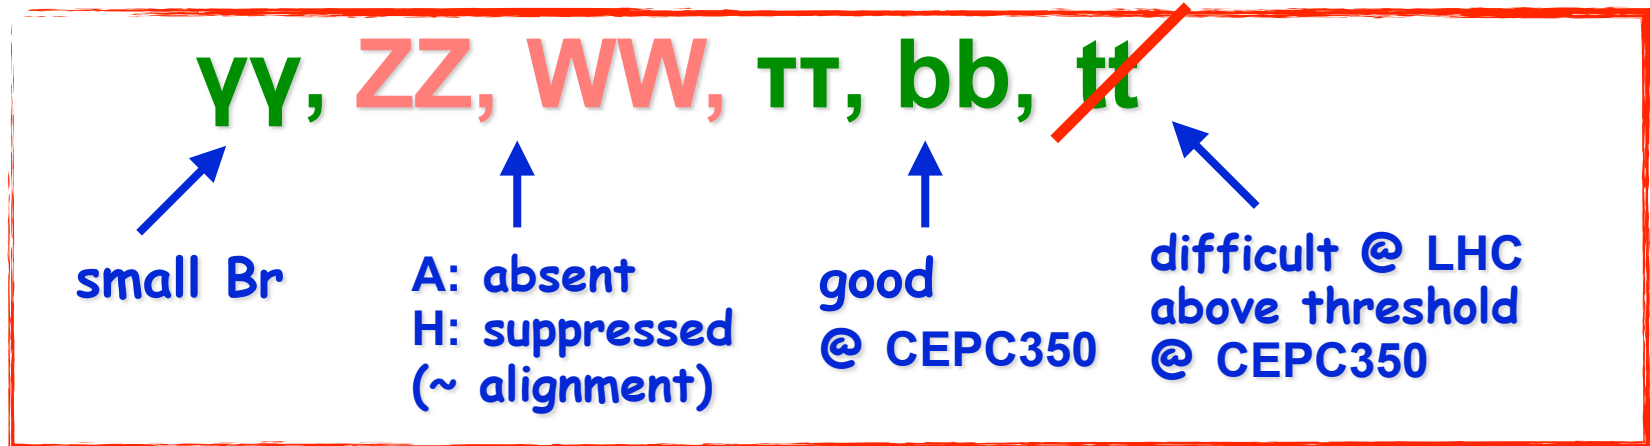 γγ, ZZ, WW, ττ, bb, tt
small Br
A: absent
H: suppressed
(~ alignment)
good
@ CEPC350
difficult @ LHC
above threshold
@ CEPC350